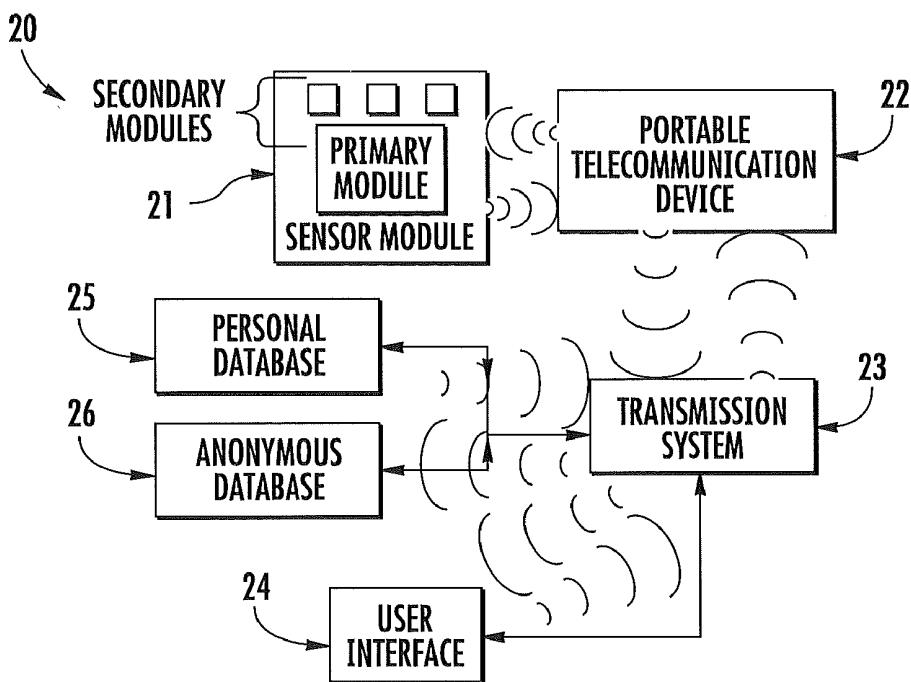 20
SECONDARY
MODULES
21
PRIMARY
MODULE
SENSOR MODULE
PORTABLE
TELECOMMUNICATION
DEVICE
22
25
PERSONAL
DATABASE
26
ANONYMOUS
DATABASE
TRANSMISSION
SYSTEM
23
24
USER
INTERFACE